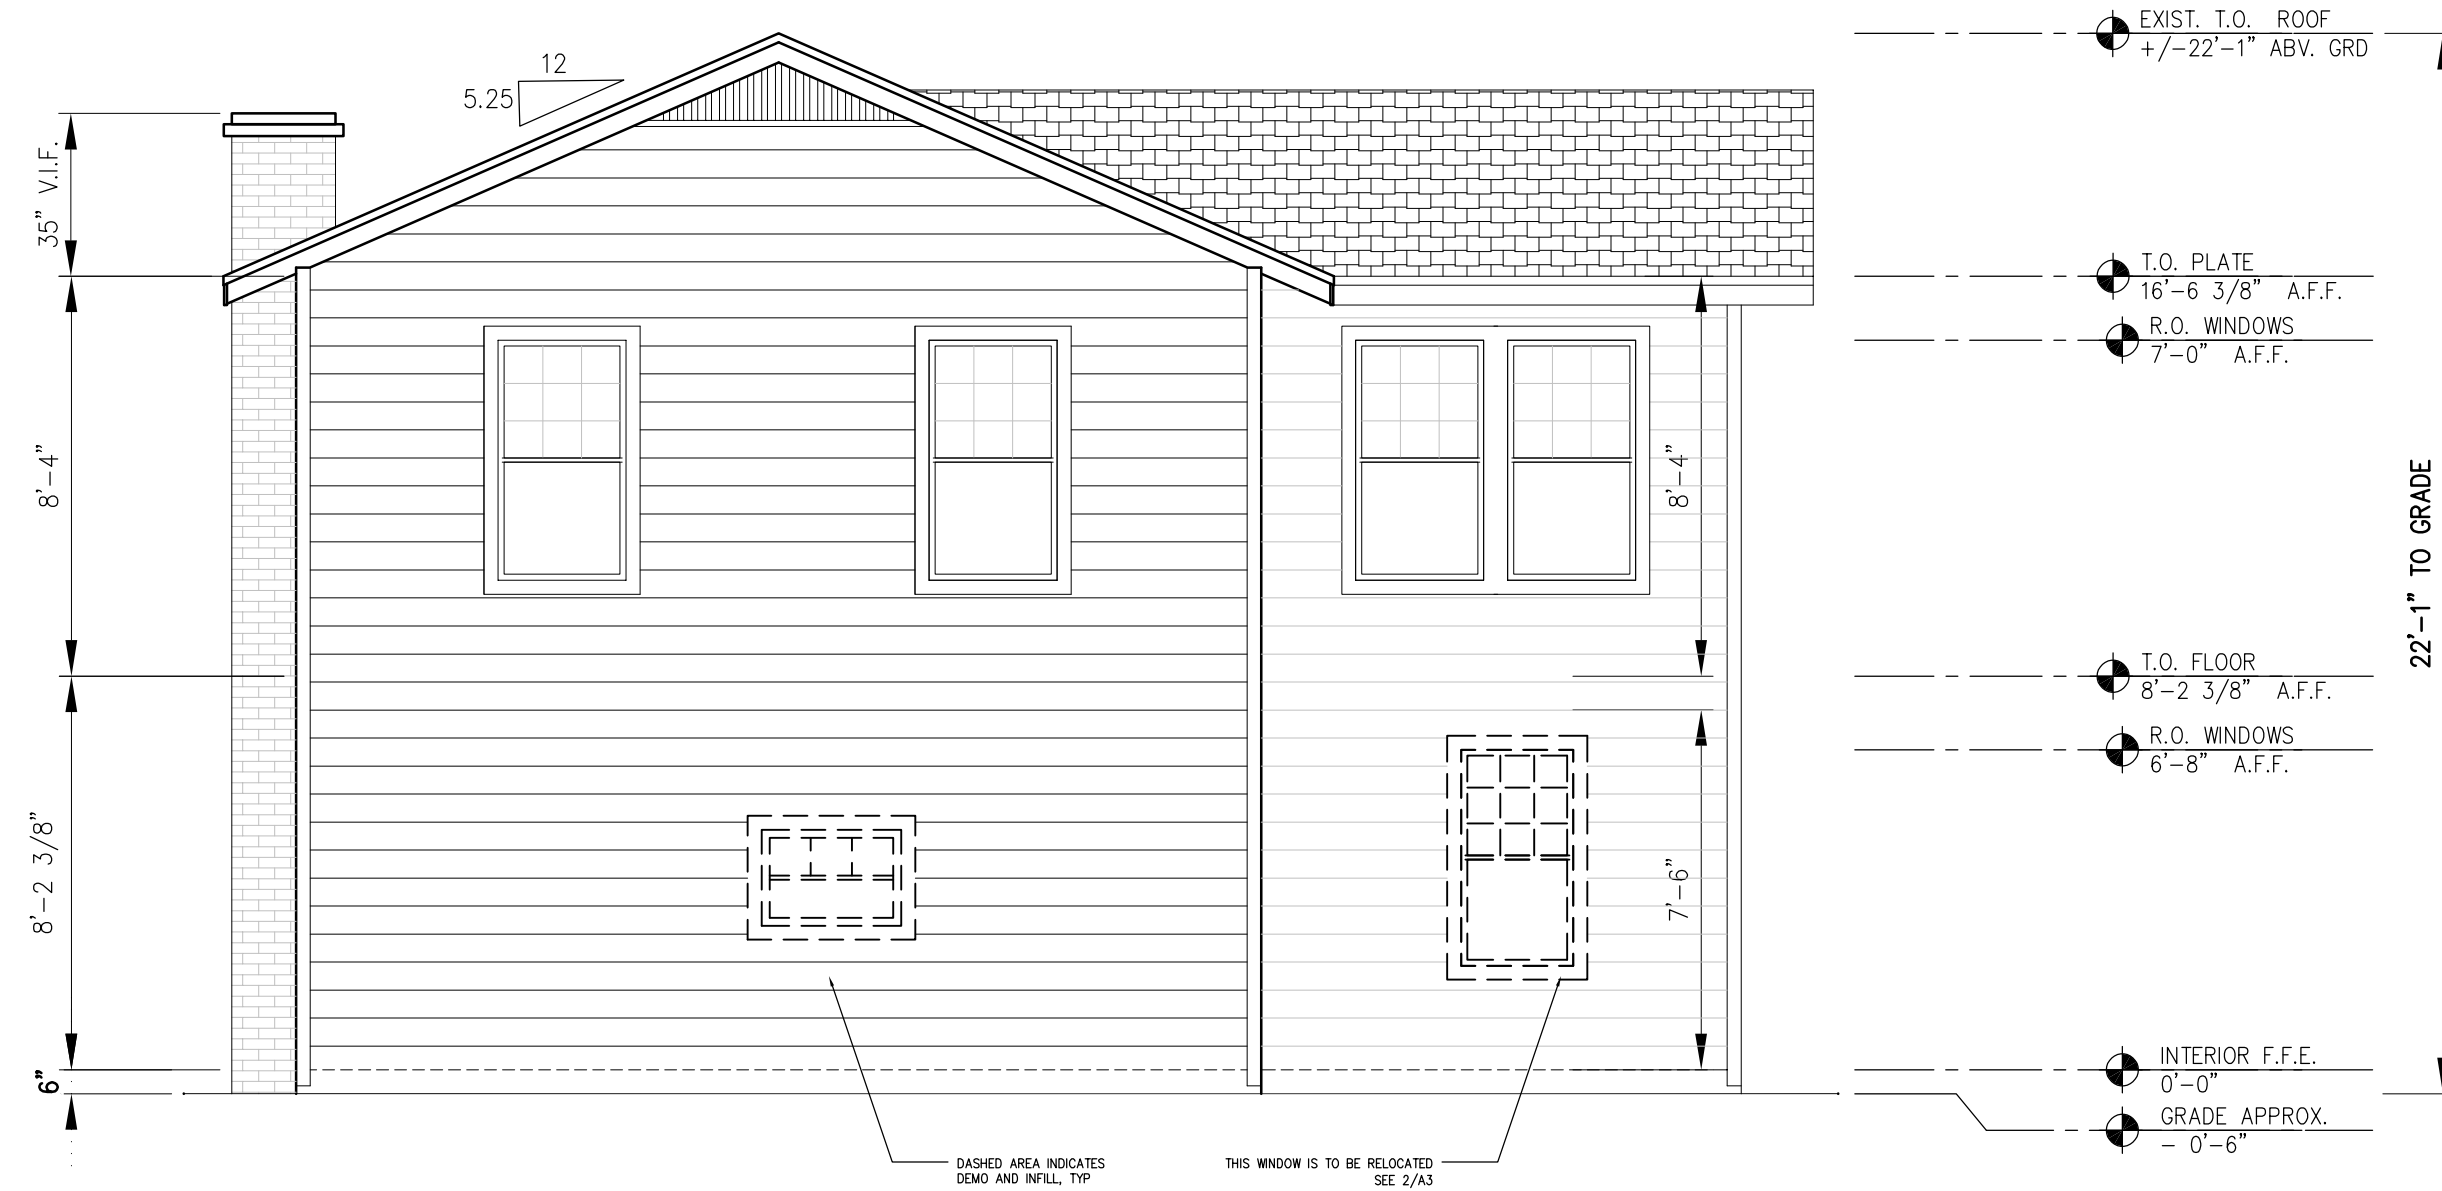 EXIST. T.O. ROOF
+/-22'-1" ABV. GRD
12
5.25
35" V.I.F.
T.O. PLATE
16'-6 3/8" A.F.F.
R.O. WINDOWS
7'-0" A.F.F.
8'-4"
8'-4"
22'-1" TO GRADE
T.O. FLOOR
8'-2 3/8" A.F.F.
R.O. WINDOWS
6'-8" A.F.F.
8'-2 3/8"
7'-6"
6"
INTERIOR F.F.E.
0'-0"
GRADE APPROX.
- 0'-6"
DASHED AREA INDICATES
DEMO AND INFILL, TYP
THIS WINDOW IS TO BE RELOCATED
SEE 2/A3